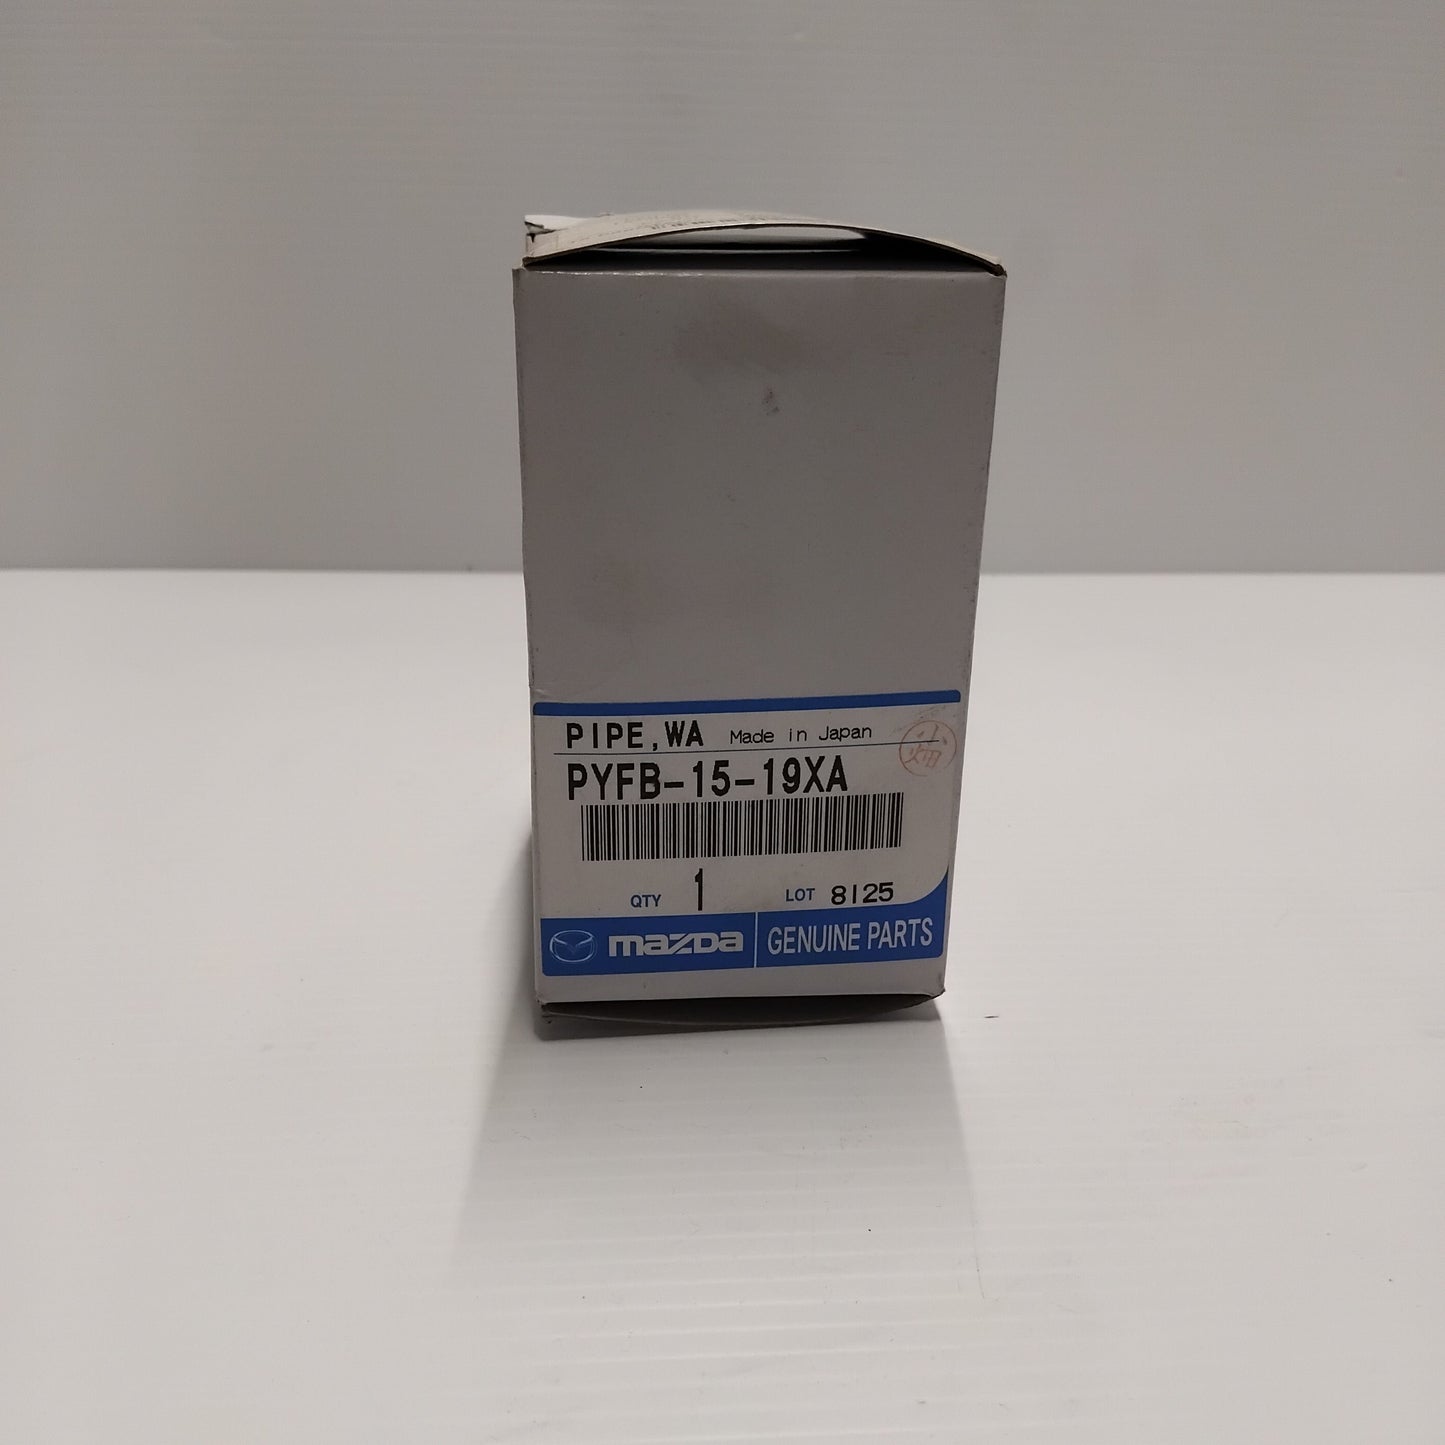 PIPE,WA Made in Japan
PYFB-15-19XA
QTY 1 LOT 8125
mazda GENUINE PARTS